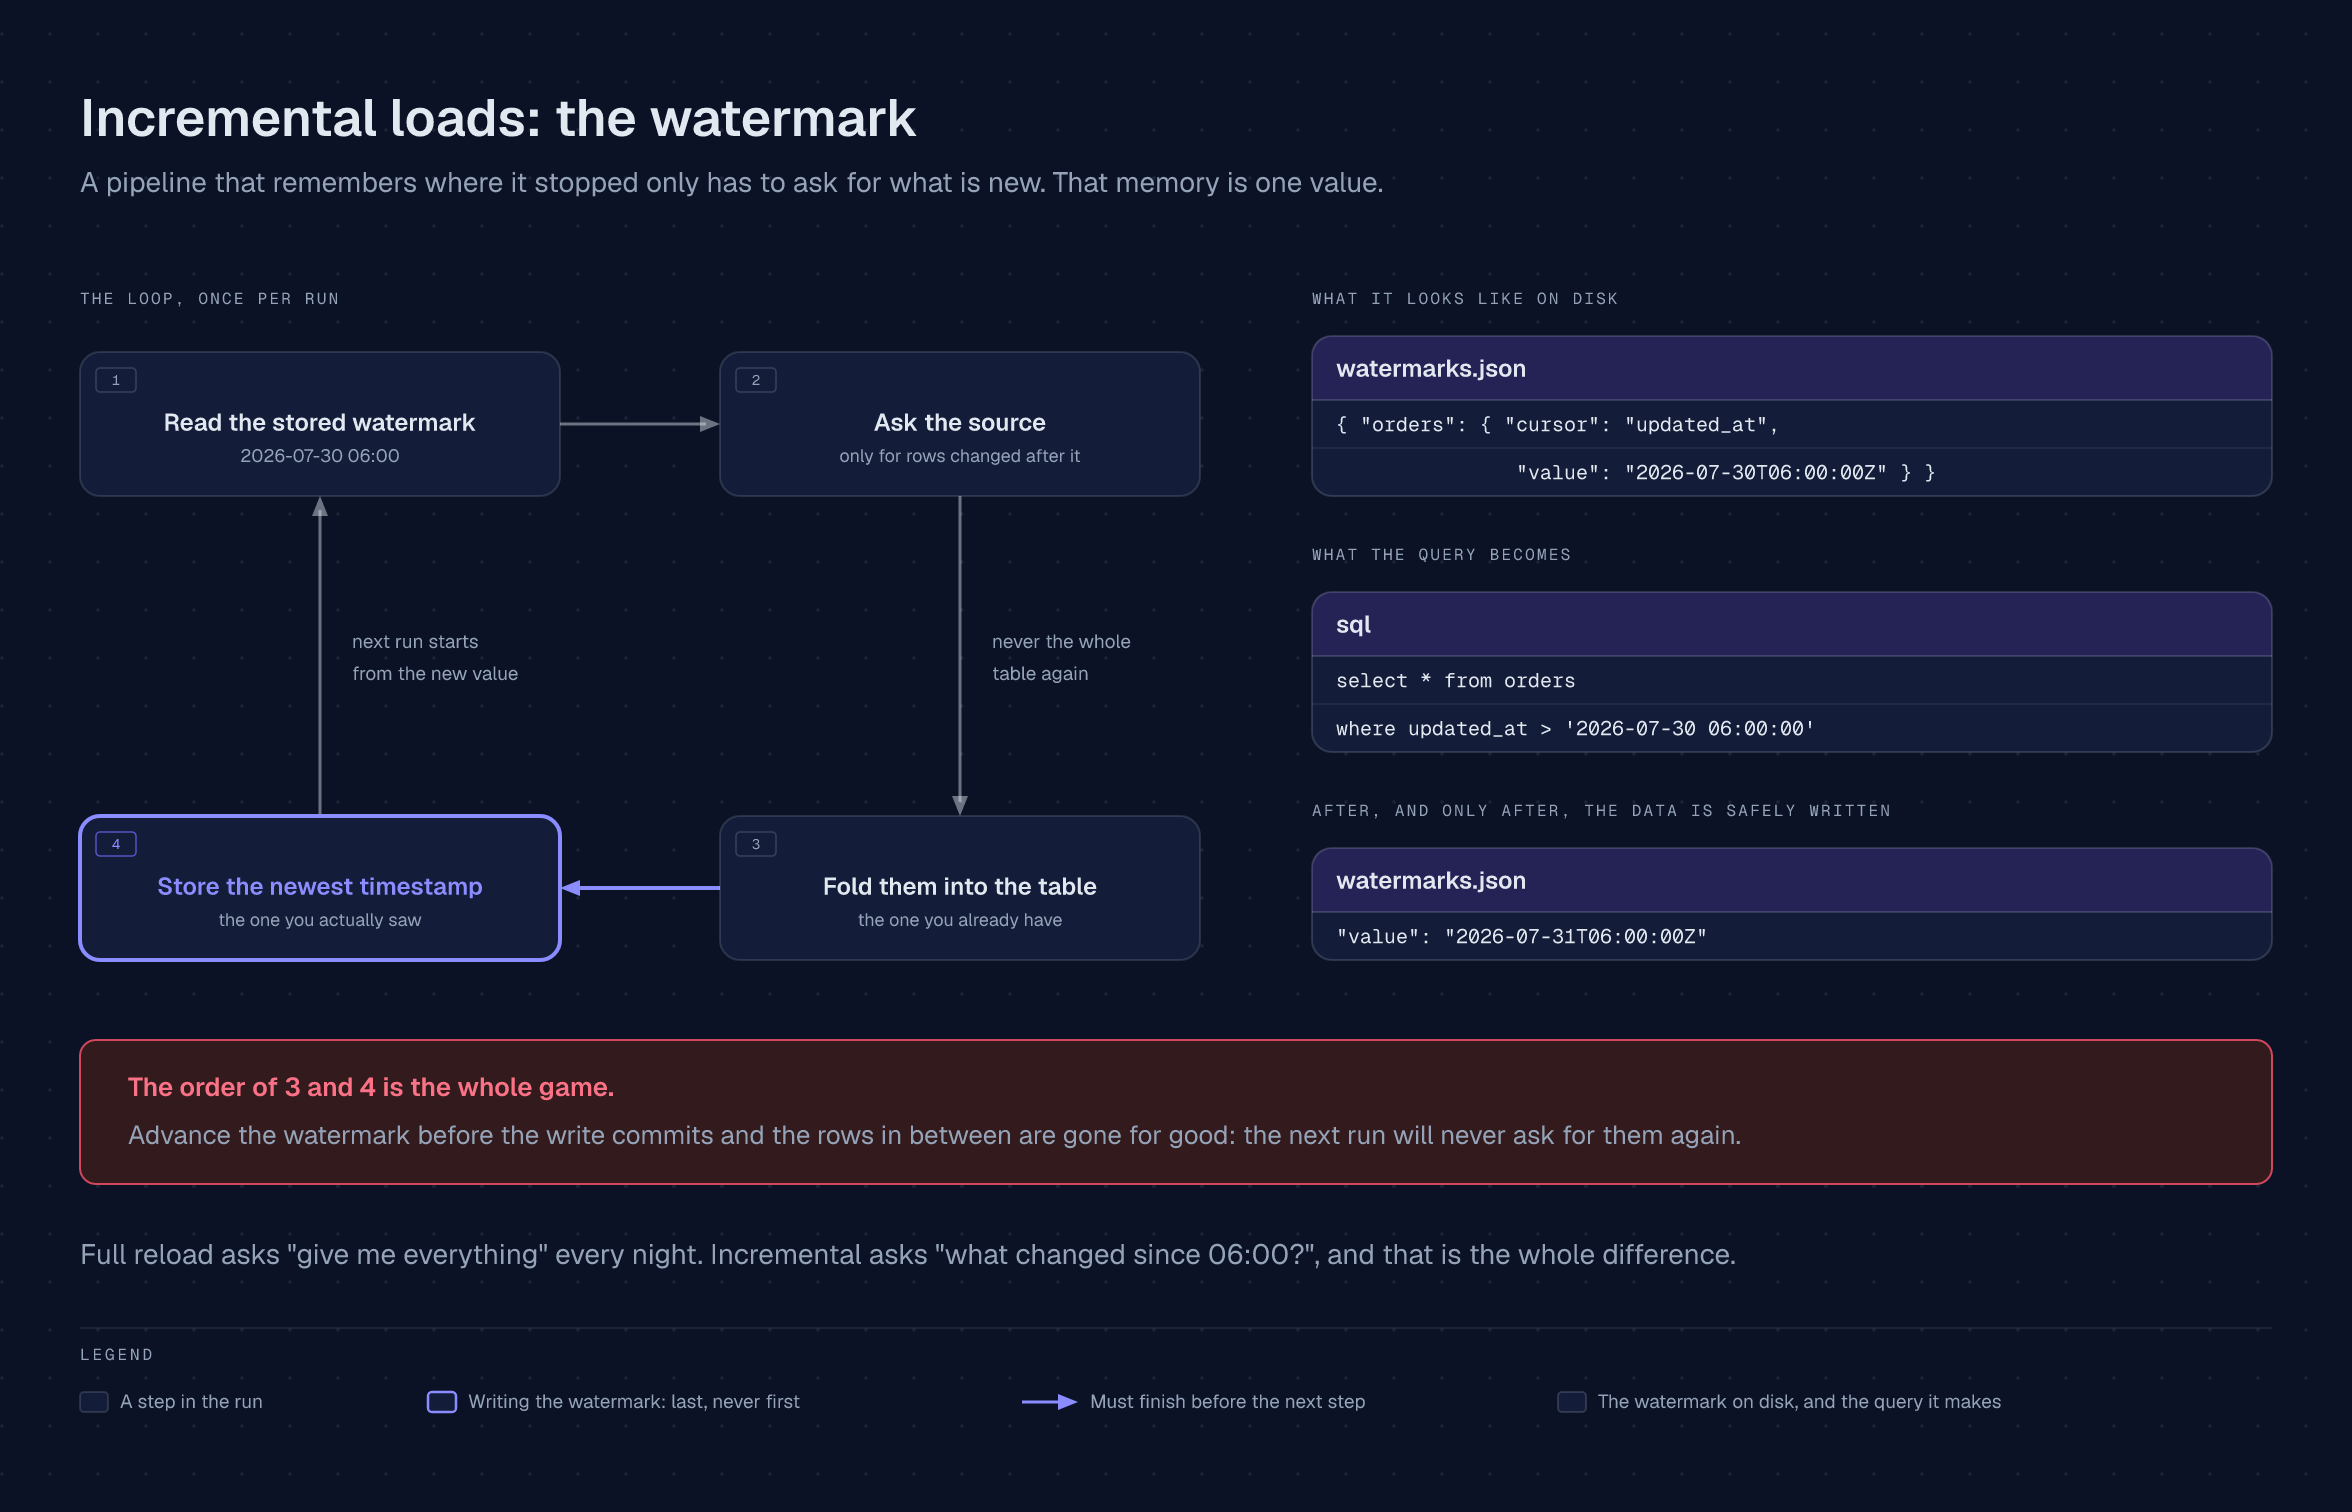 Incremental loads: the watermark
A pipeline that remembers where it stopped only has to ask for what is new. That memory is one value.
THE LOOP, ONCE PER RUN
1
Read the stored watermark
2026-07-30 06:00
2
Ask the source
only for rows changed after it
next run starts
from the new value
never the whole
table again
4
Store the newest timestamp
the one you actually saw
3
Fold them into the table
the one you already have
WHAT IT LOOKS LIKE ON DISK
watermarks.json
{ "orders": { "cursor": "updated_at",
"value": "2026-07-30T06:00:00Z" } }
WHAT THE QUERY BECOMES
sql
select * from orders
where updated_at > '2026-07-30 06:00:00'
AFTER, AND ONLY AFTER, THE DATA IS SAFELY WRITTEN
watermarks.json
"value": "2026-07-31T06:00:00Z"
The order of 3 and 4 is the whole game.
Advance the watermark before the write commits and the rows in between are gone for good: the next run will never ask for them again.
Full reload asks "give me everything" every night. Incremental asks "what changed since 06:00?", and that is the whole difference.
LEGEND
A step in the run
Writing the watermark: last, never first
Must finish before the next step
The watermark on disk, and the query it makes